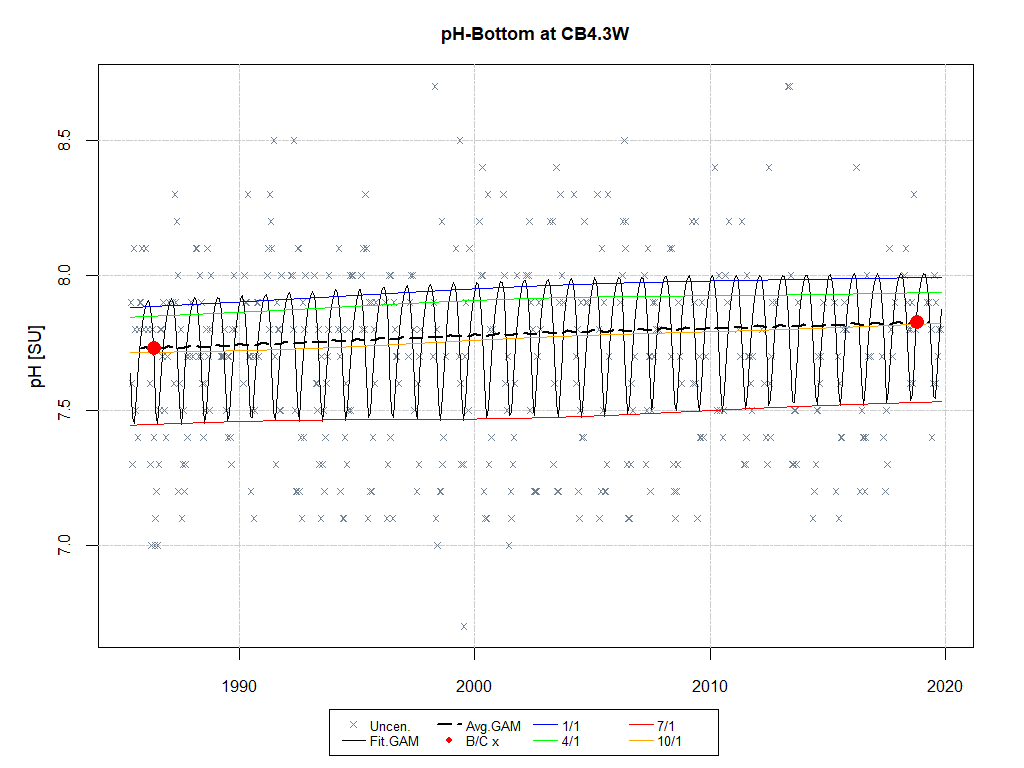 pH-Bottom at CB4.3W
pH [SU]
8.5
8.0
7.5
7.0
1990 2000 2010 2020
Uncen. Avg.GAM 1/1 7/1
Fit.GAM B/C x 4/1 10/1